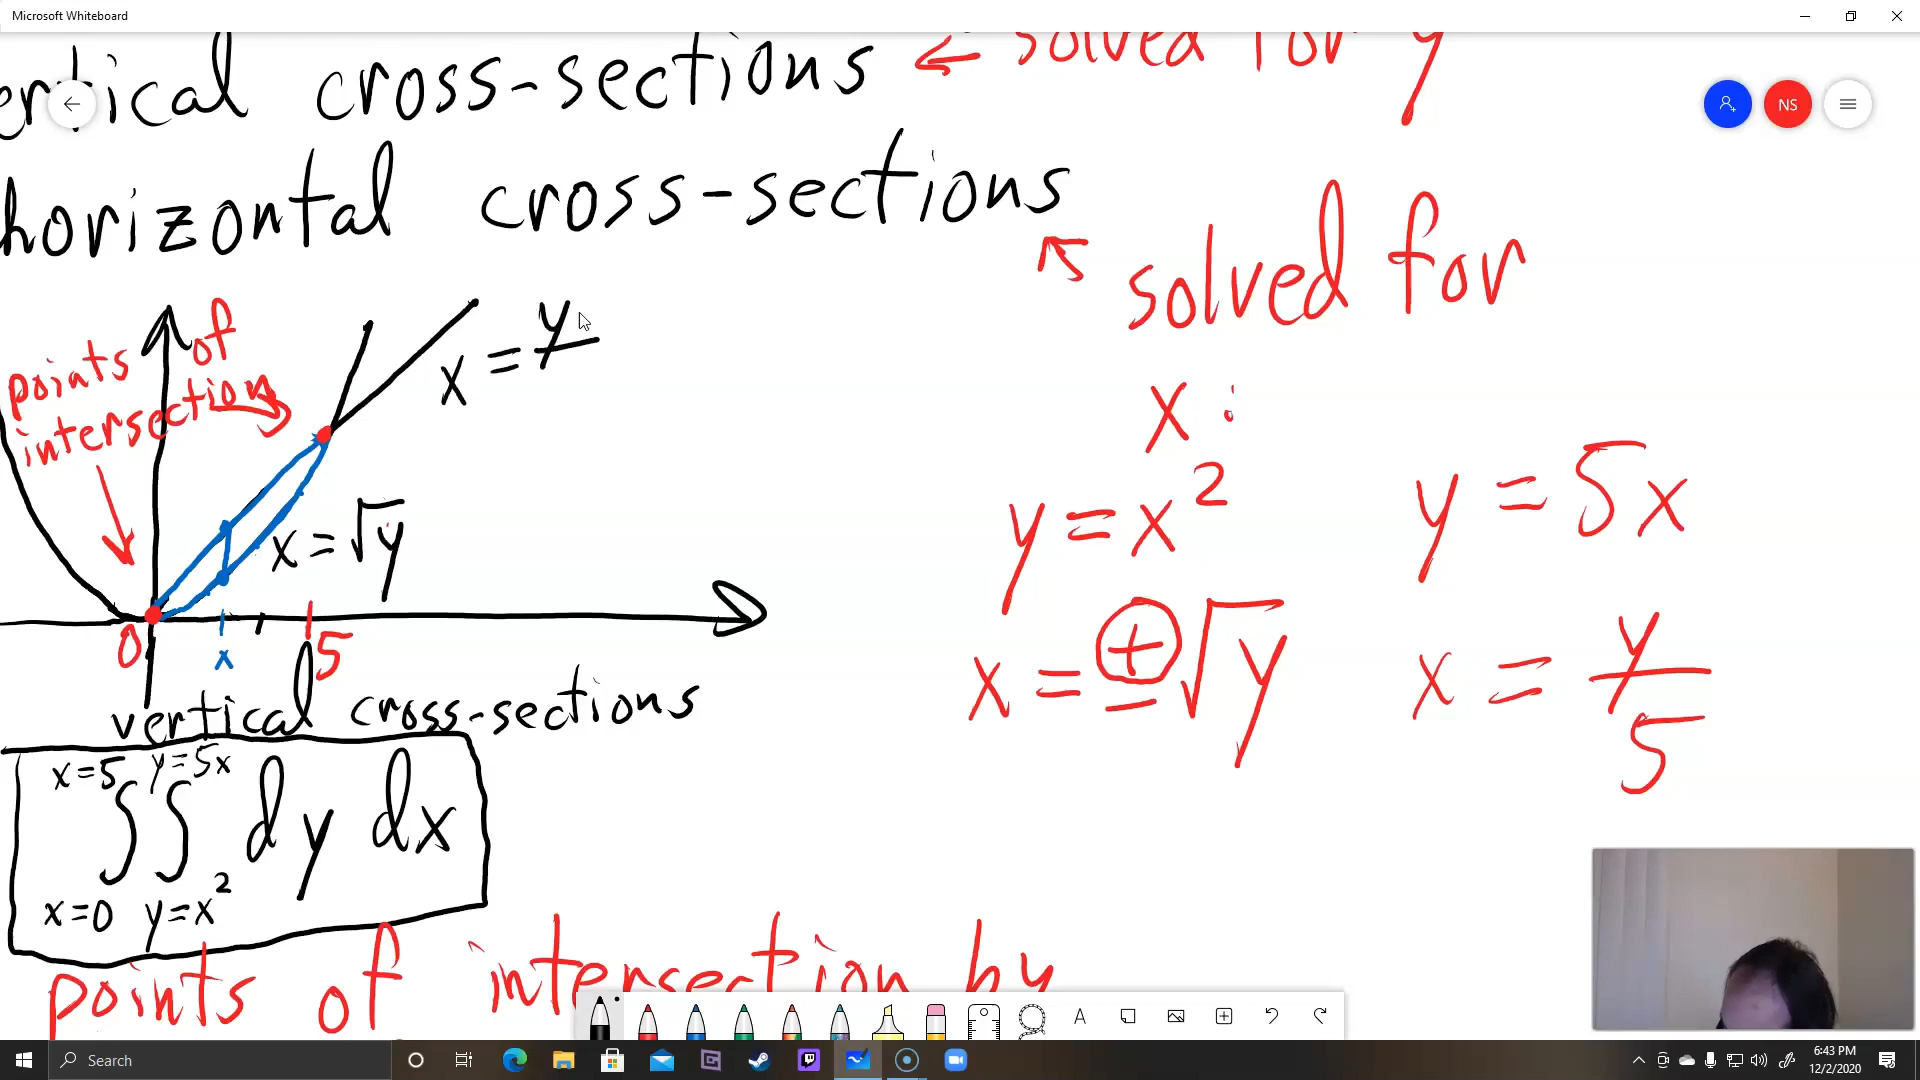 Microsoft Whiteboard
ertical cross-sections ← solved for y
horizontal cross-sections
↖ solved for
x :
points of
intersection
x = y
x = √y
y = x²
y = 5x
x = ±√y
x = y/5
0
x
5
vertical cross-sections
x=5 y=5x
∫∫ dy dx
x=0 y=x²
points of intersection by
NS
A
Search
6:43 PM
12/2/2020